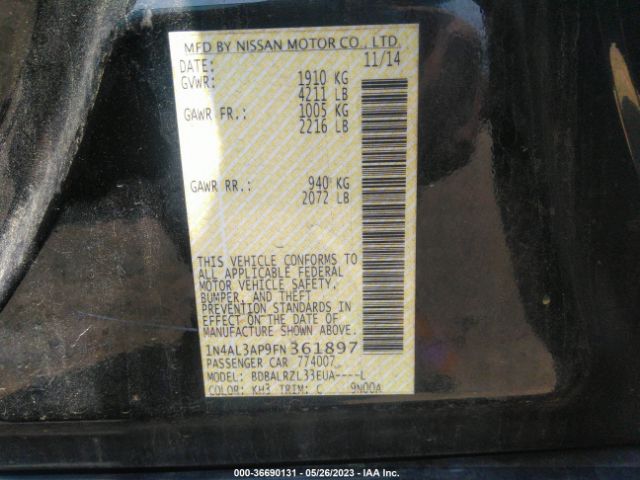 MFD BY NISSAN MOTOR CO., LTD.
DATE: 11/14
GVWR: 1910 KG
4211 LB
GAWR FR.: 1005 KG
2216 LB
GAWR RR.: 940 KG
2072 LB
THIS VEHICLE CONFORMS TO
ALL APPLICABLE FEDERAL
MOTOR VEHICLE SAFETY,
BUMPER, AND THEFT
PREVENTION STANDARDS IN
EFFECT ON THE DATE OF
MANUFACTURE SHOWN ABOVE.
1N4AL3AP9FN361897
PASSENGER CAR 774007
MODEL: BDBALRZL33EUA----L
COLOR: KH3 TRIM: C 9N00A
000-36690131 - 05/26/2023 - IAA Inc.